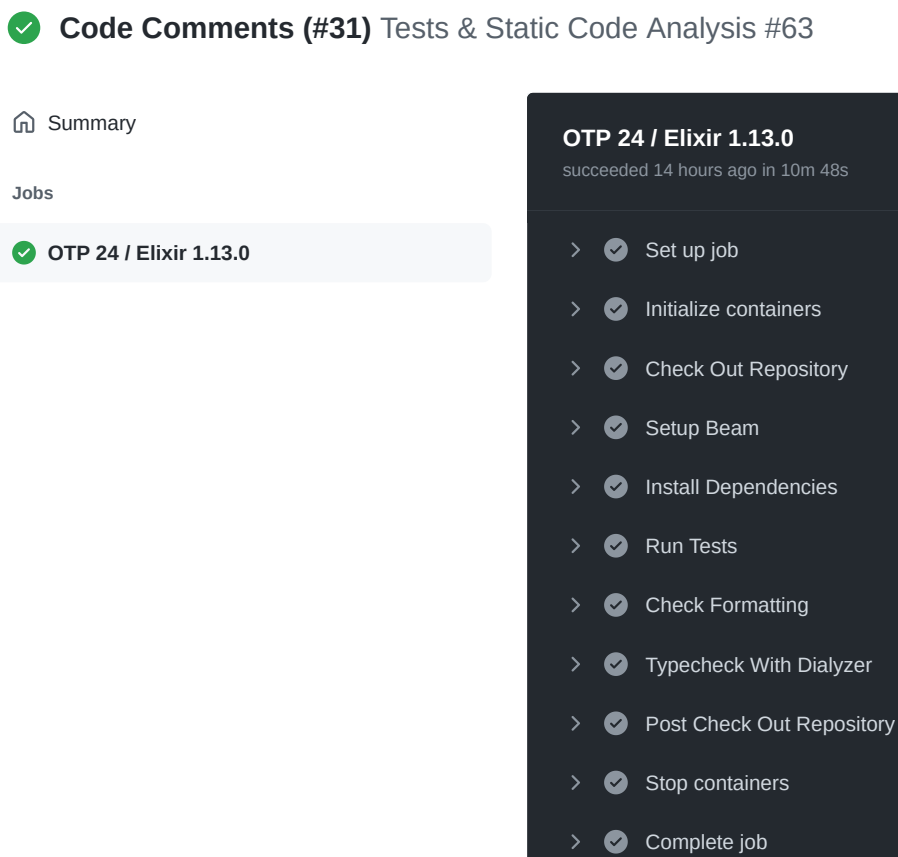 Code Comments (#31) Tests & Static Code Analysis #63
Summary
Jobs
OTP 24 / Elixir 1.13.0
OTP 24 / Elixir 1.13.0
succeeded 14 hours ago in 10m 48s
Set up job
Initialize containers
Check Out Repository
Setup Beam
Install Dependencies
Run Tests
Check Formatting
Typecheck With Dialyzer
Post Check Out Repository
Stop containers
Complete job